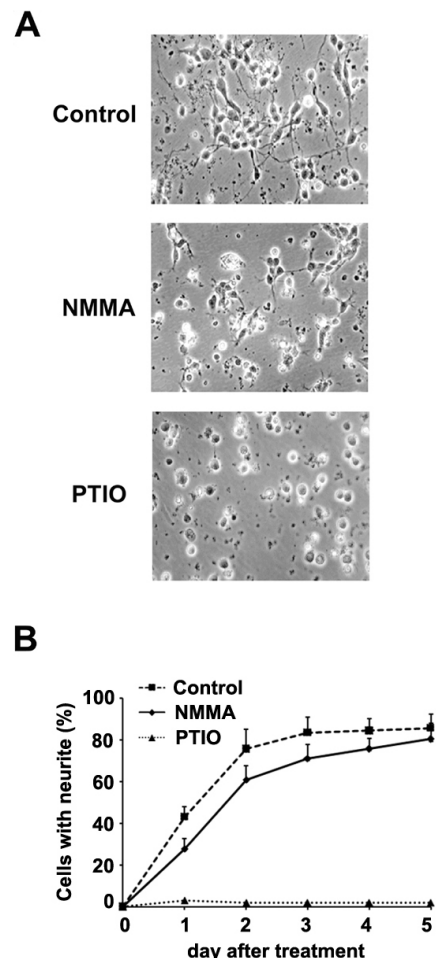 A
Control
NMMA
PTIO
B
Control
NMMA
PTIO
Cells with neurite (%)
100
80
60
40
20
0
0 1 2 3 4 5
day after treatment